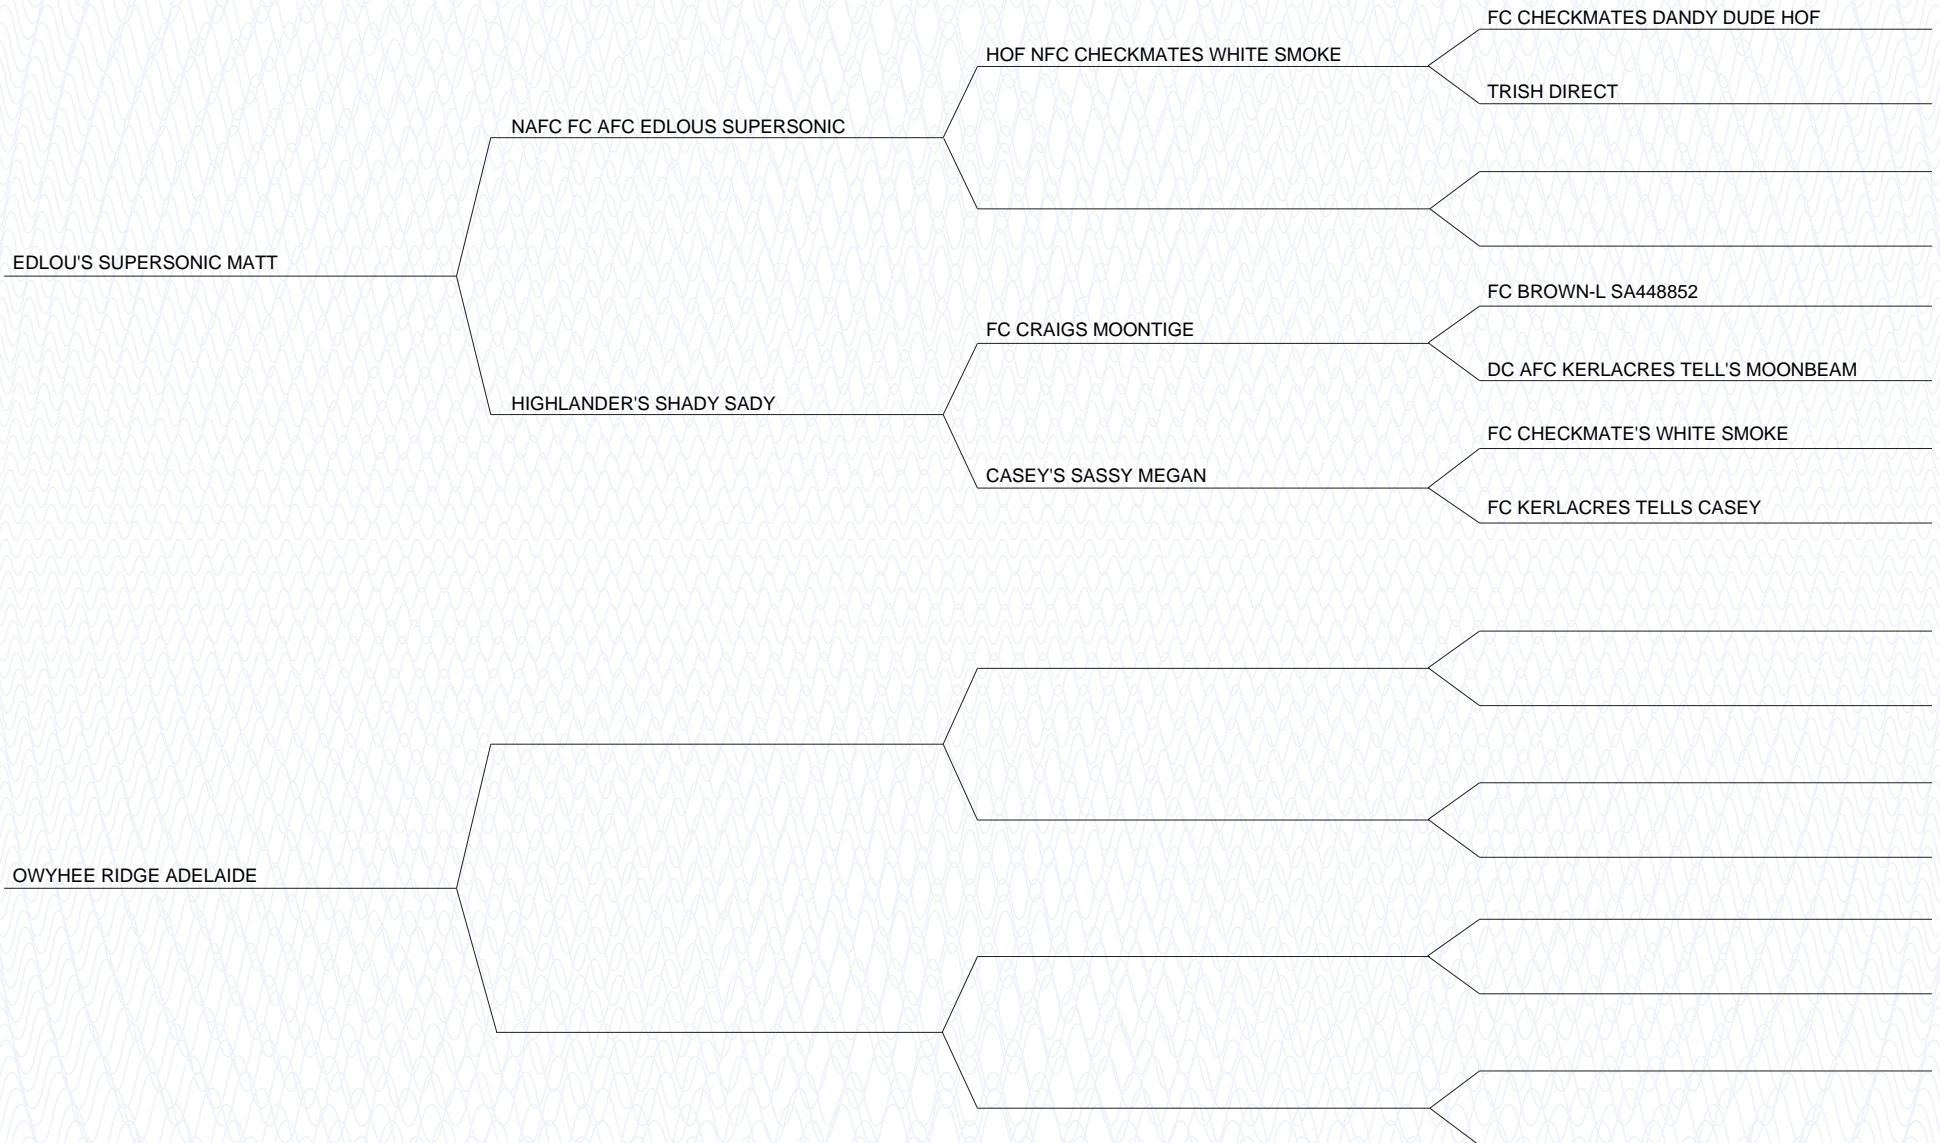 FC CHECKMATES DANDY DUDE HOF
HOF NFC CHECKMATES WHITE SMOKE
TRISH DIRECT
NAFC FC AFC EDLOUS SUPERSONIC
EDLOU'S SUPERSONIC MATT
FC BROWN-L SA448852
FC CRAIGS MOONTIGE
DC AFC KERLACRES TELL'S MOONBEAM
HIGHLANDER'S SHADY SADY
FC CHECKMATE'S WHITE SMOKE
CASEY'S SASSY MEGAN
FC KERLACRES TELLS CASEY
OWYHEE RIDGE ADELAIDE